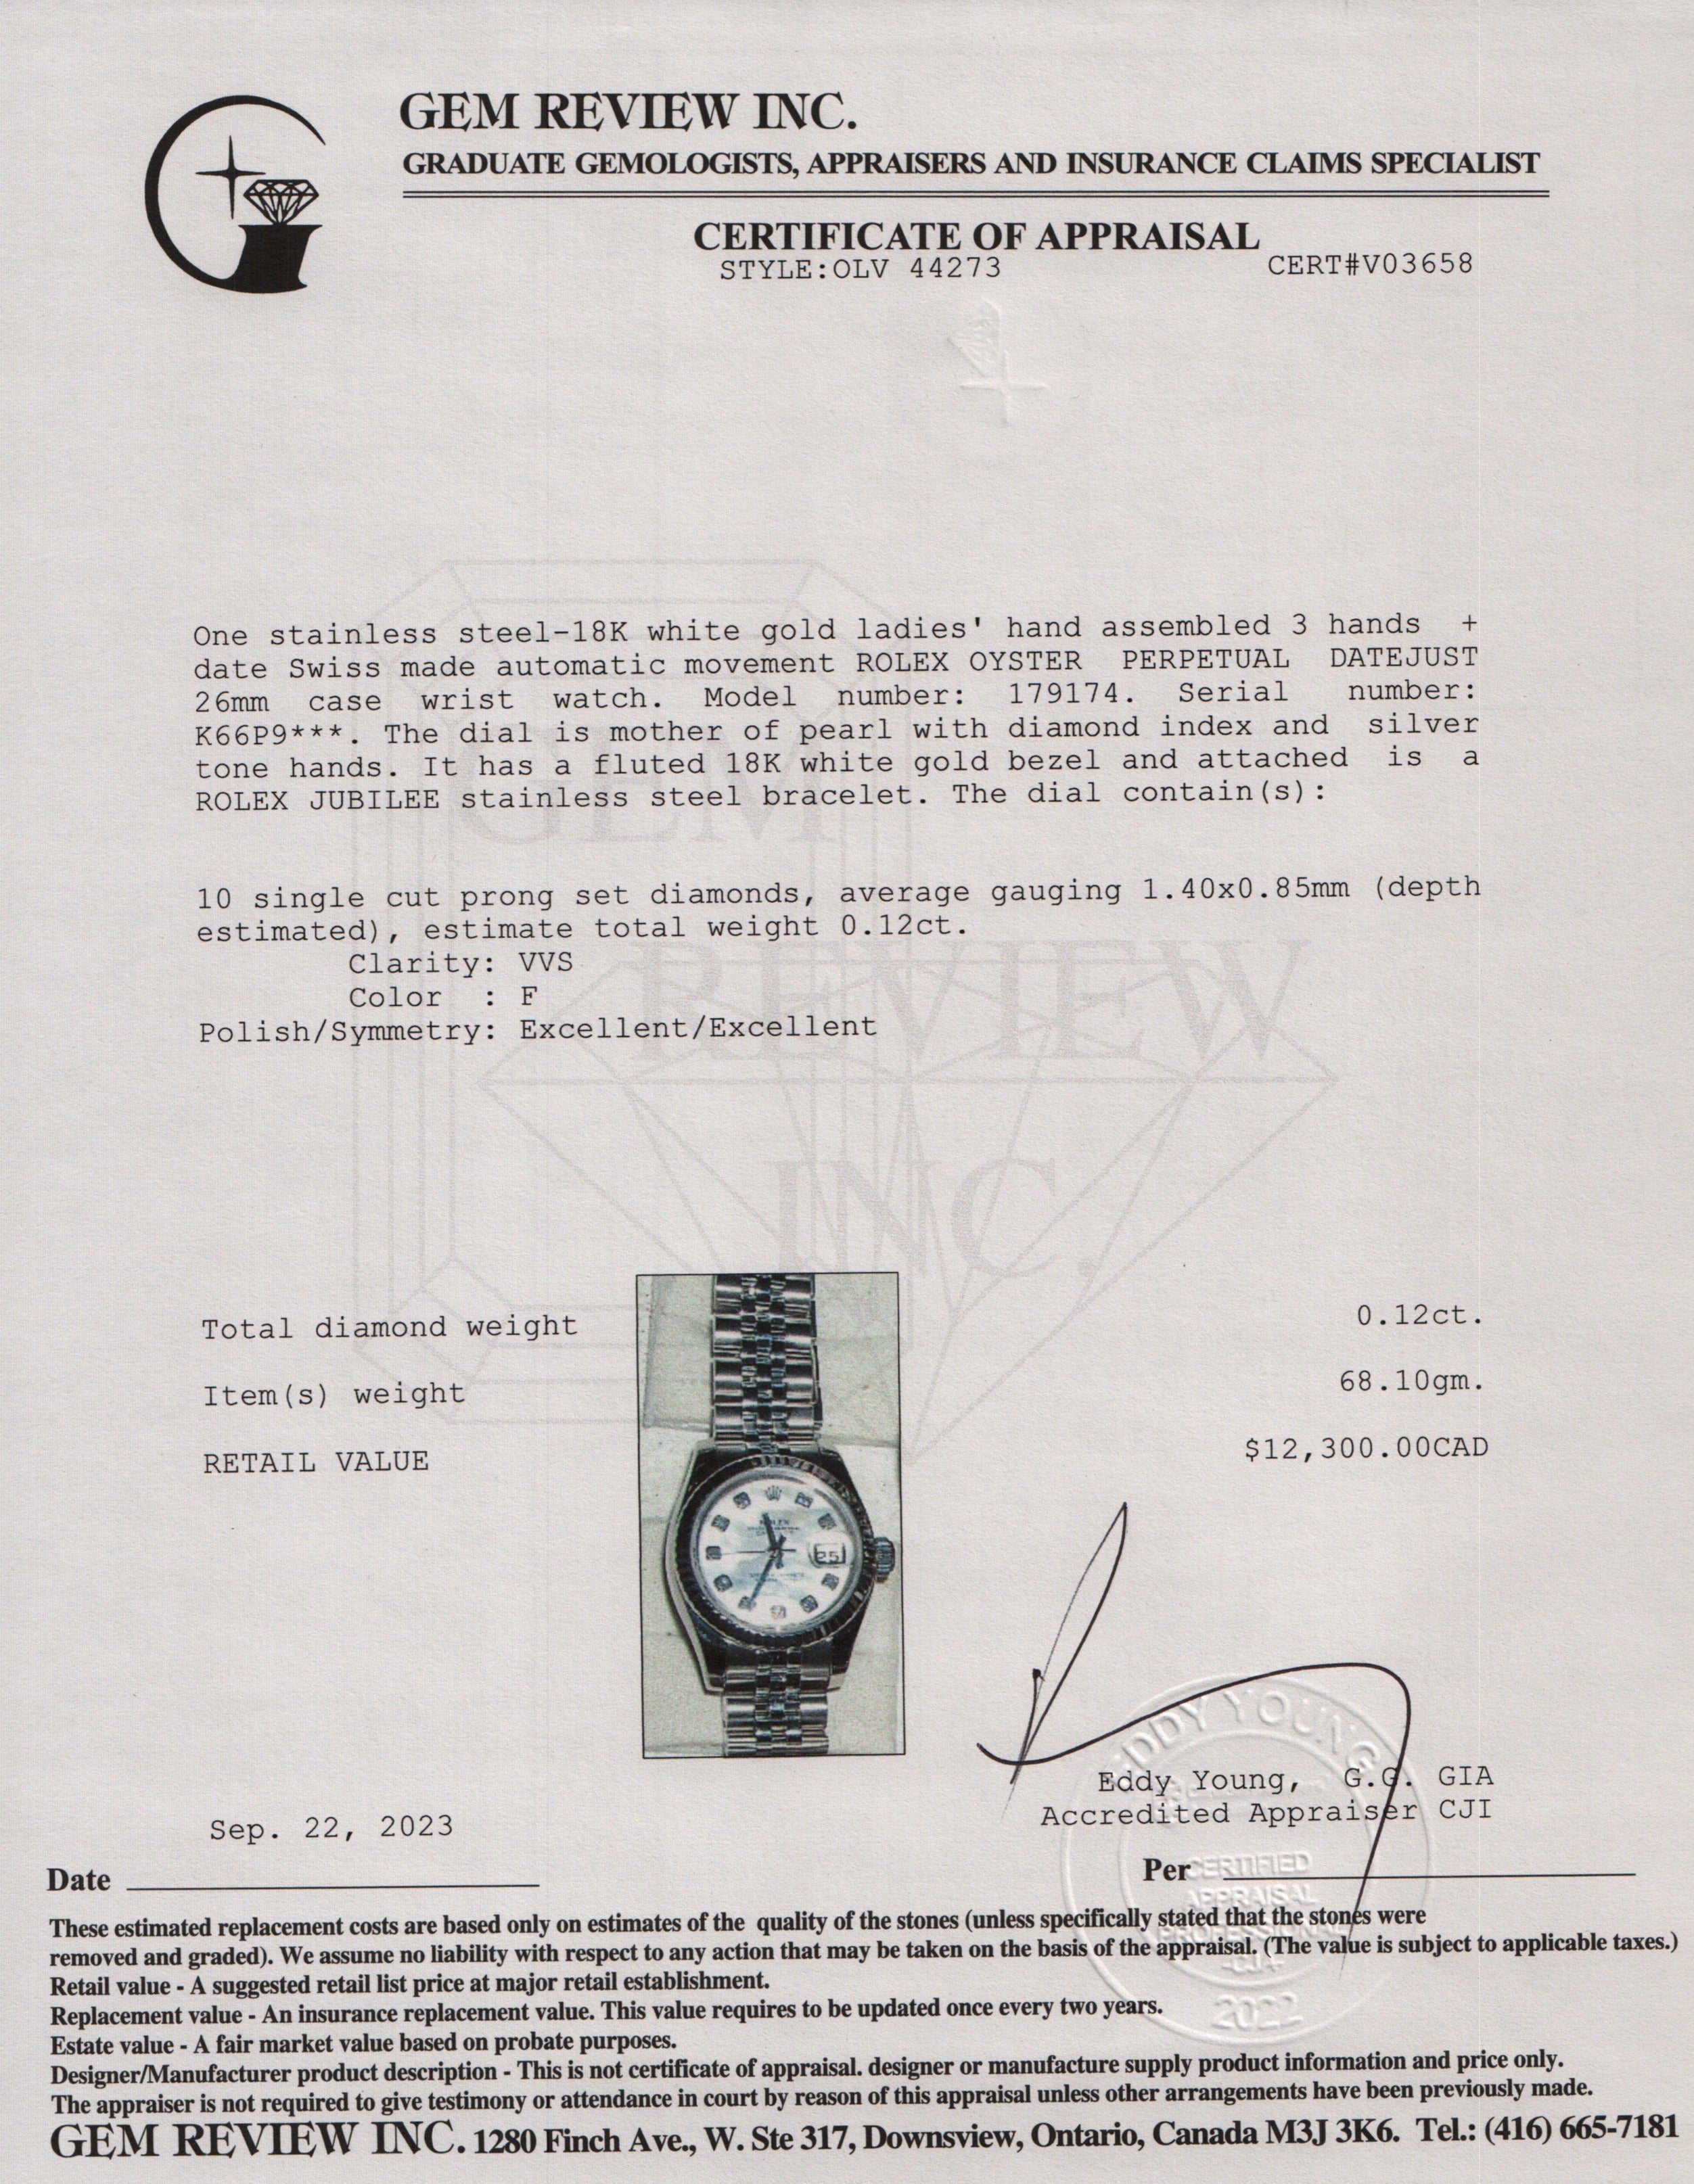 GEM REVIEW INC.
GRADUATE GEMOLOGISTS, APPRAISERS AND INSURANCE CLAIMS SPECIALIST
CERTIFICATE OF APPRAISAL
STYLE:OLV 44273
CERT#V03658
One stainless steel-18K white gold ladies' hand assembled 3 hands +
date Swiss made automatic movement ROLEX OYSTER PERPETUAL DATEJUST
26mm case wrist watch. Model number: 179174. Serial number:
K66P9***. The dial is mother of pearl with diamond index and silver
tone hands. It has a fluted 18K white gold bezel and attached is a
ROLEX JUBILEE stainless steel bracelet. The dial contain(s):
10 single cut prong set diamonds, average gauging 1.40x0.85mm (depth
estimated), estimate total weight 0.12ct.
Clarity: VVS
Color : F
Polish/Symmetry: Excellent/Excellent
GEM
REVIEW
INC.
Total diamond weight 0.12ct.
Item(s) weight 68.10gm.
RETAIL VALUE $12,300.00CAD
ROLEX
25
EDDY YOUNG
Eddy Young, G.G. GIA
Accredited Appraiser CJI
Sep. 22, 2023
Date
Per
CERTIFIED
APPRAISAL
PROFESSIONAL
-CJA-
2022
These estimated replacement costs are based only on estimates of the quality of the stones (unless specifically stated that the stones were
removed and graded). We assume no liability with respect to any action that may be taken on the basis of the appraisal. (The value is subject to applicable taxes.)
Retail value - A suggested retail list price at major retail establishment.
Replacement value - An insurance replacement value. This value requires to be updated once every two years.
Estate value - A fair market value based on probate purposes.
Designer/Manufacturer product description - This is not certificate of appraisal. designer or manufacture supply product information and price only.
The appraiser is not required to give testimony or attendance in court by reason of this appraisal unless other arrangements have been previously made.
GEM REVIEW INC. 1280 Finch Ave., W. Ste 317, Downsview, Ontario, Canada M3J 3K6. Tel.: (416) 665-7181